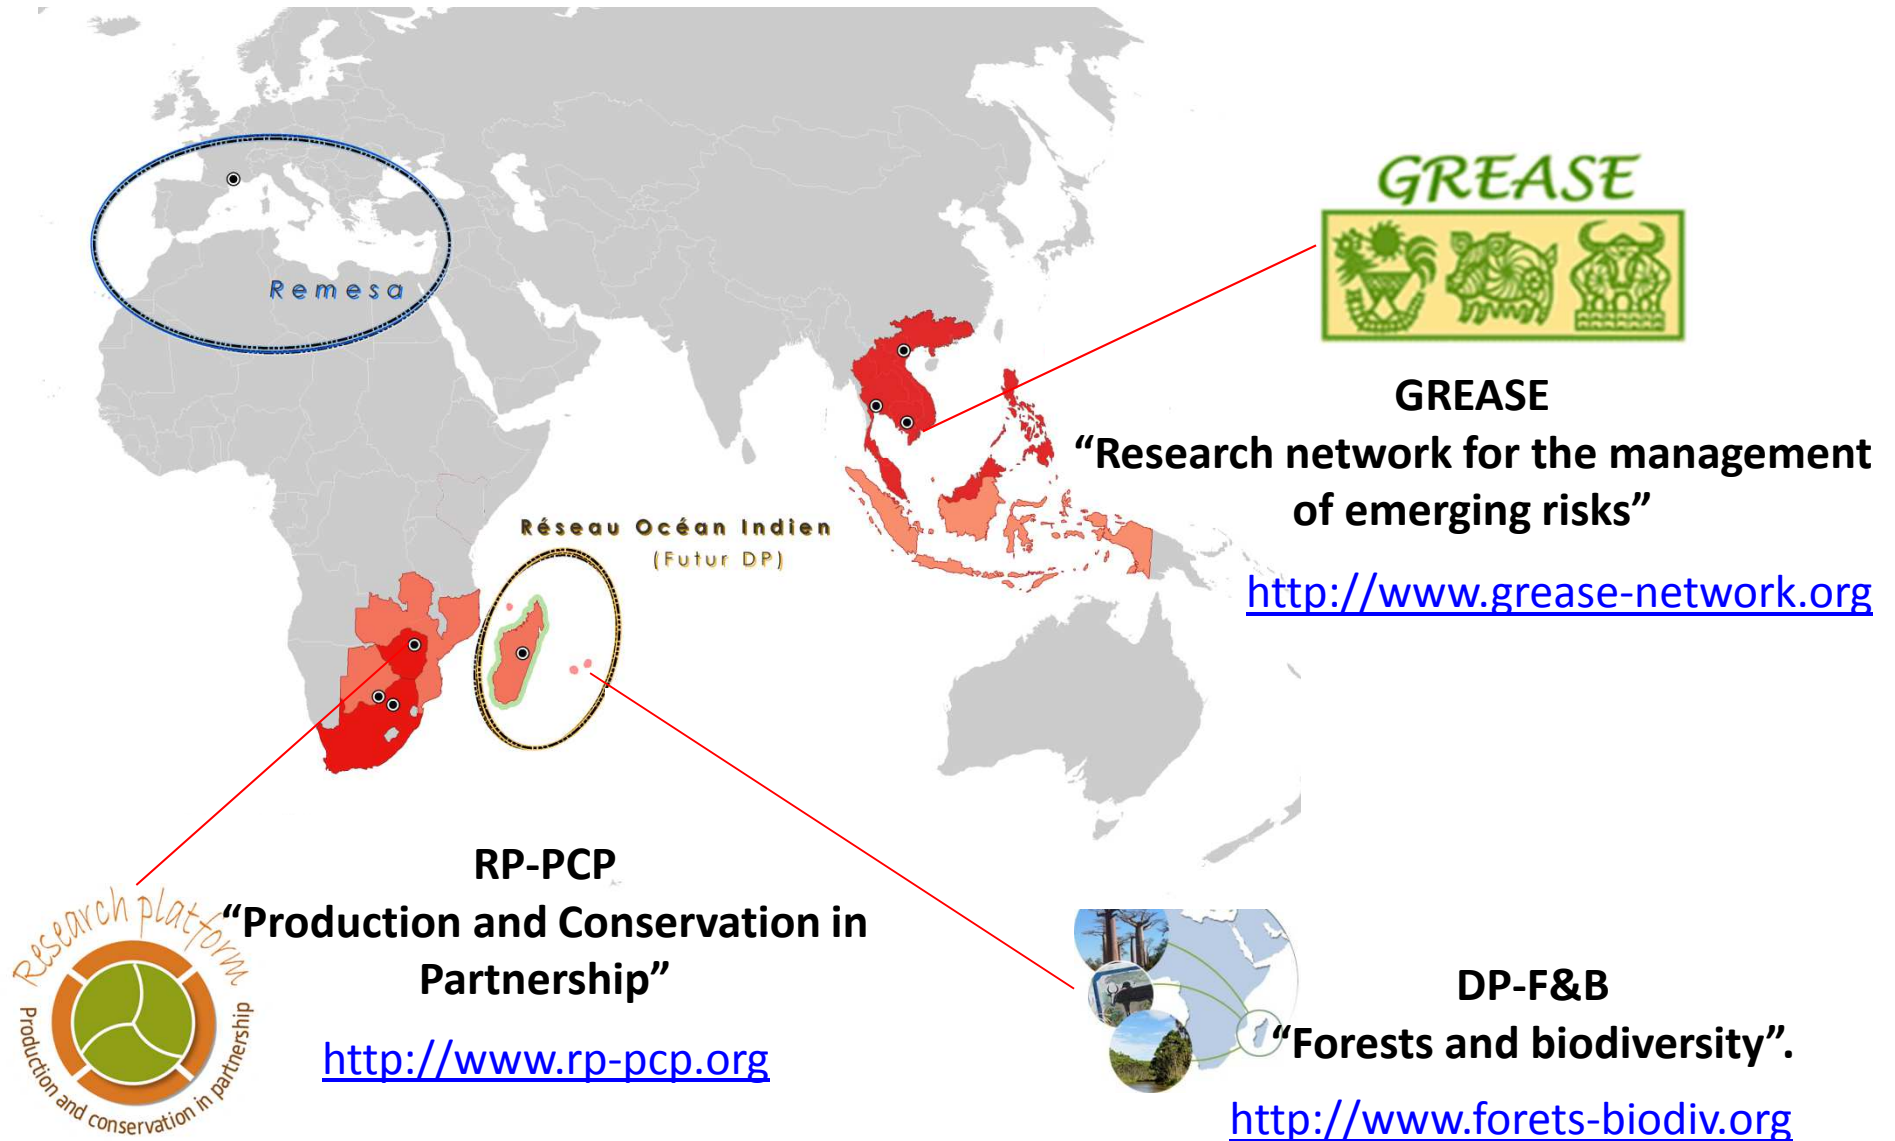 GREASE
Remesa
GREASE
“Research network for the management
of emerging risks”
http://www.grease-network.org
Réseau Océan Indien
(Futur DP)
RP-PCP
“Production and Conservation in
Partnership”
http://www.rp-pcp.org
Research platform
Production and conservation in partnership
DP-F&B
“Forests and biodiversity”.
http://www.forets-biodiv.org